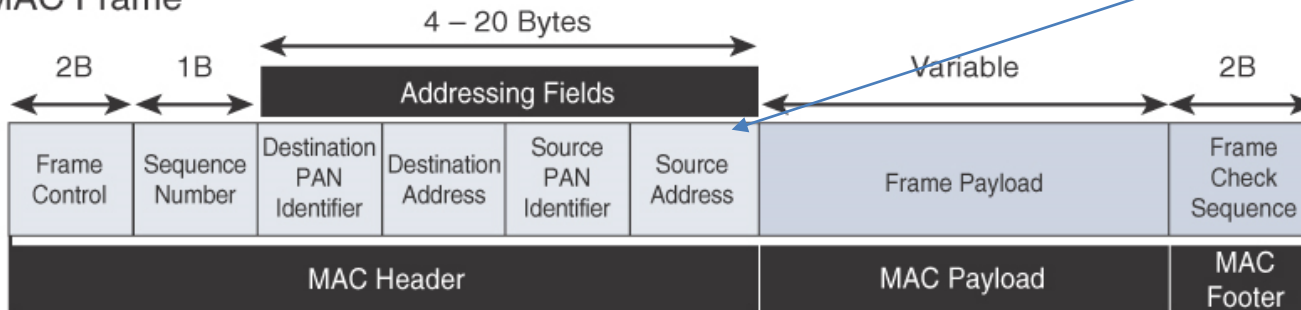 MAC Frame
4 – 20 Bytes
2B
1B
Variable
2B
Addressing Fields
Frame
Control
Sequence
Number
Destination
PAN
Identifier
Destination
Address
Source
PAN
Identifier
Source
Address
Frame Payload
Frame
Check
Sequence
MAC Header
MAC Payload
MAC
Footer